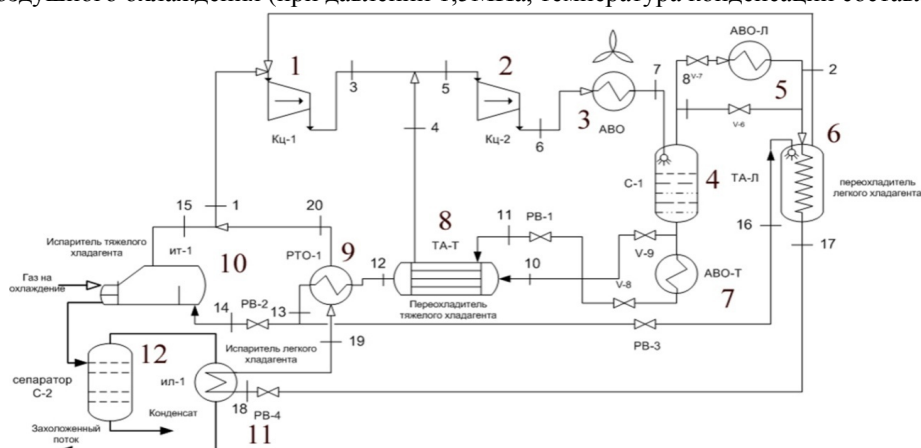 воздушного охлаждения (при давлении 1,5МПа, температура конденсации состав
АВО-Л
1
2
7
8
V-7
5
2
3
5
3
АВО
V-6
6
Кц-1
4
Кц-2
6
С-1
4
ТА-Л
переохладитель
легкого хладагента
15
1
20
8
11
РВ-1
16
17
Испаритель тяжелого
хладагента
ит-1
10
РТО-1
9
ТА-Т
V-9
Газ на
охлаждение
12
10
АВО-Т
Переохладитель
тяжелого хладагента
V-8
7
14
РВ-2
13
Испаритель легкого
хладагента
19
РВ-3
12
сепаратор
С-2
ил-1
Конденсат
18
РВ-4
Захоложенный
поток
11